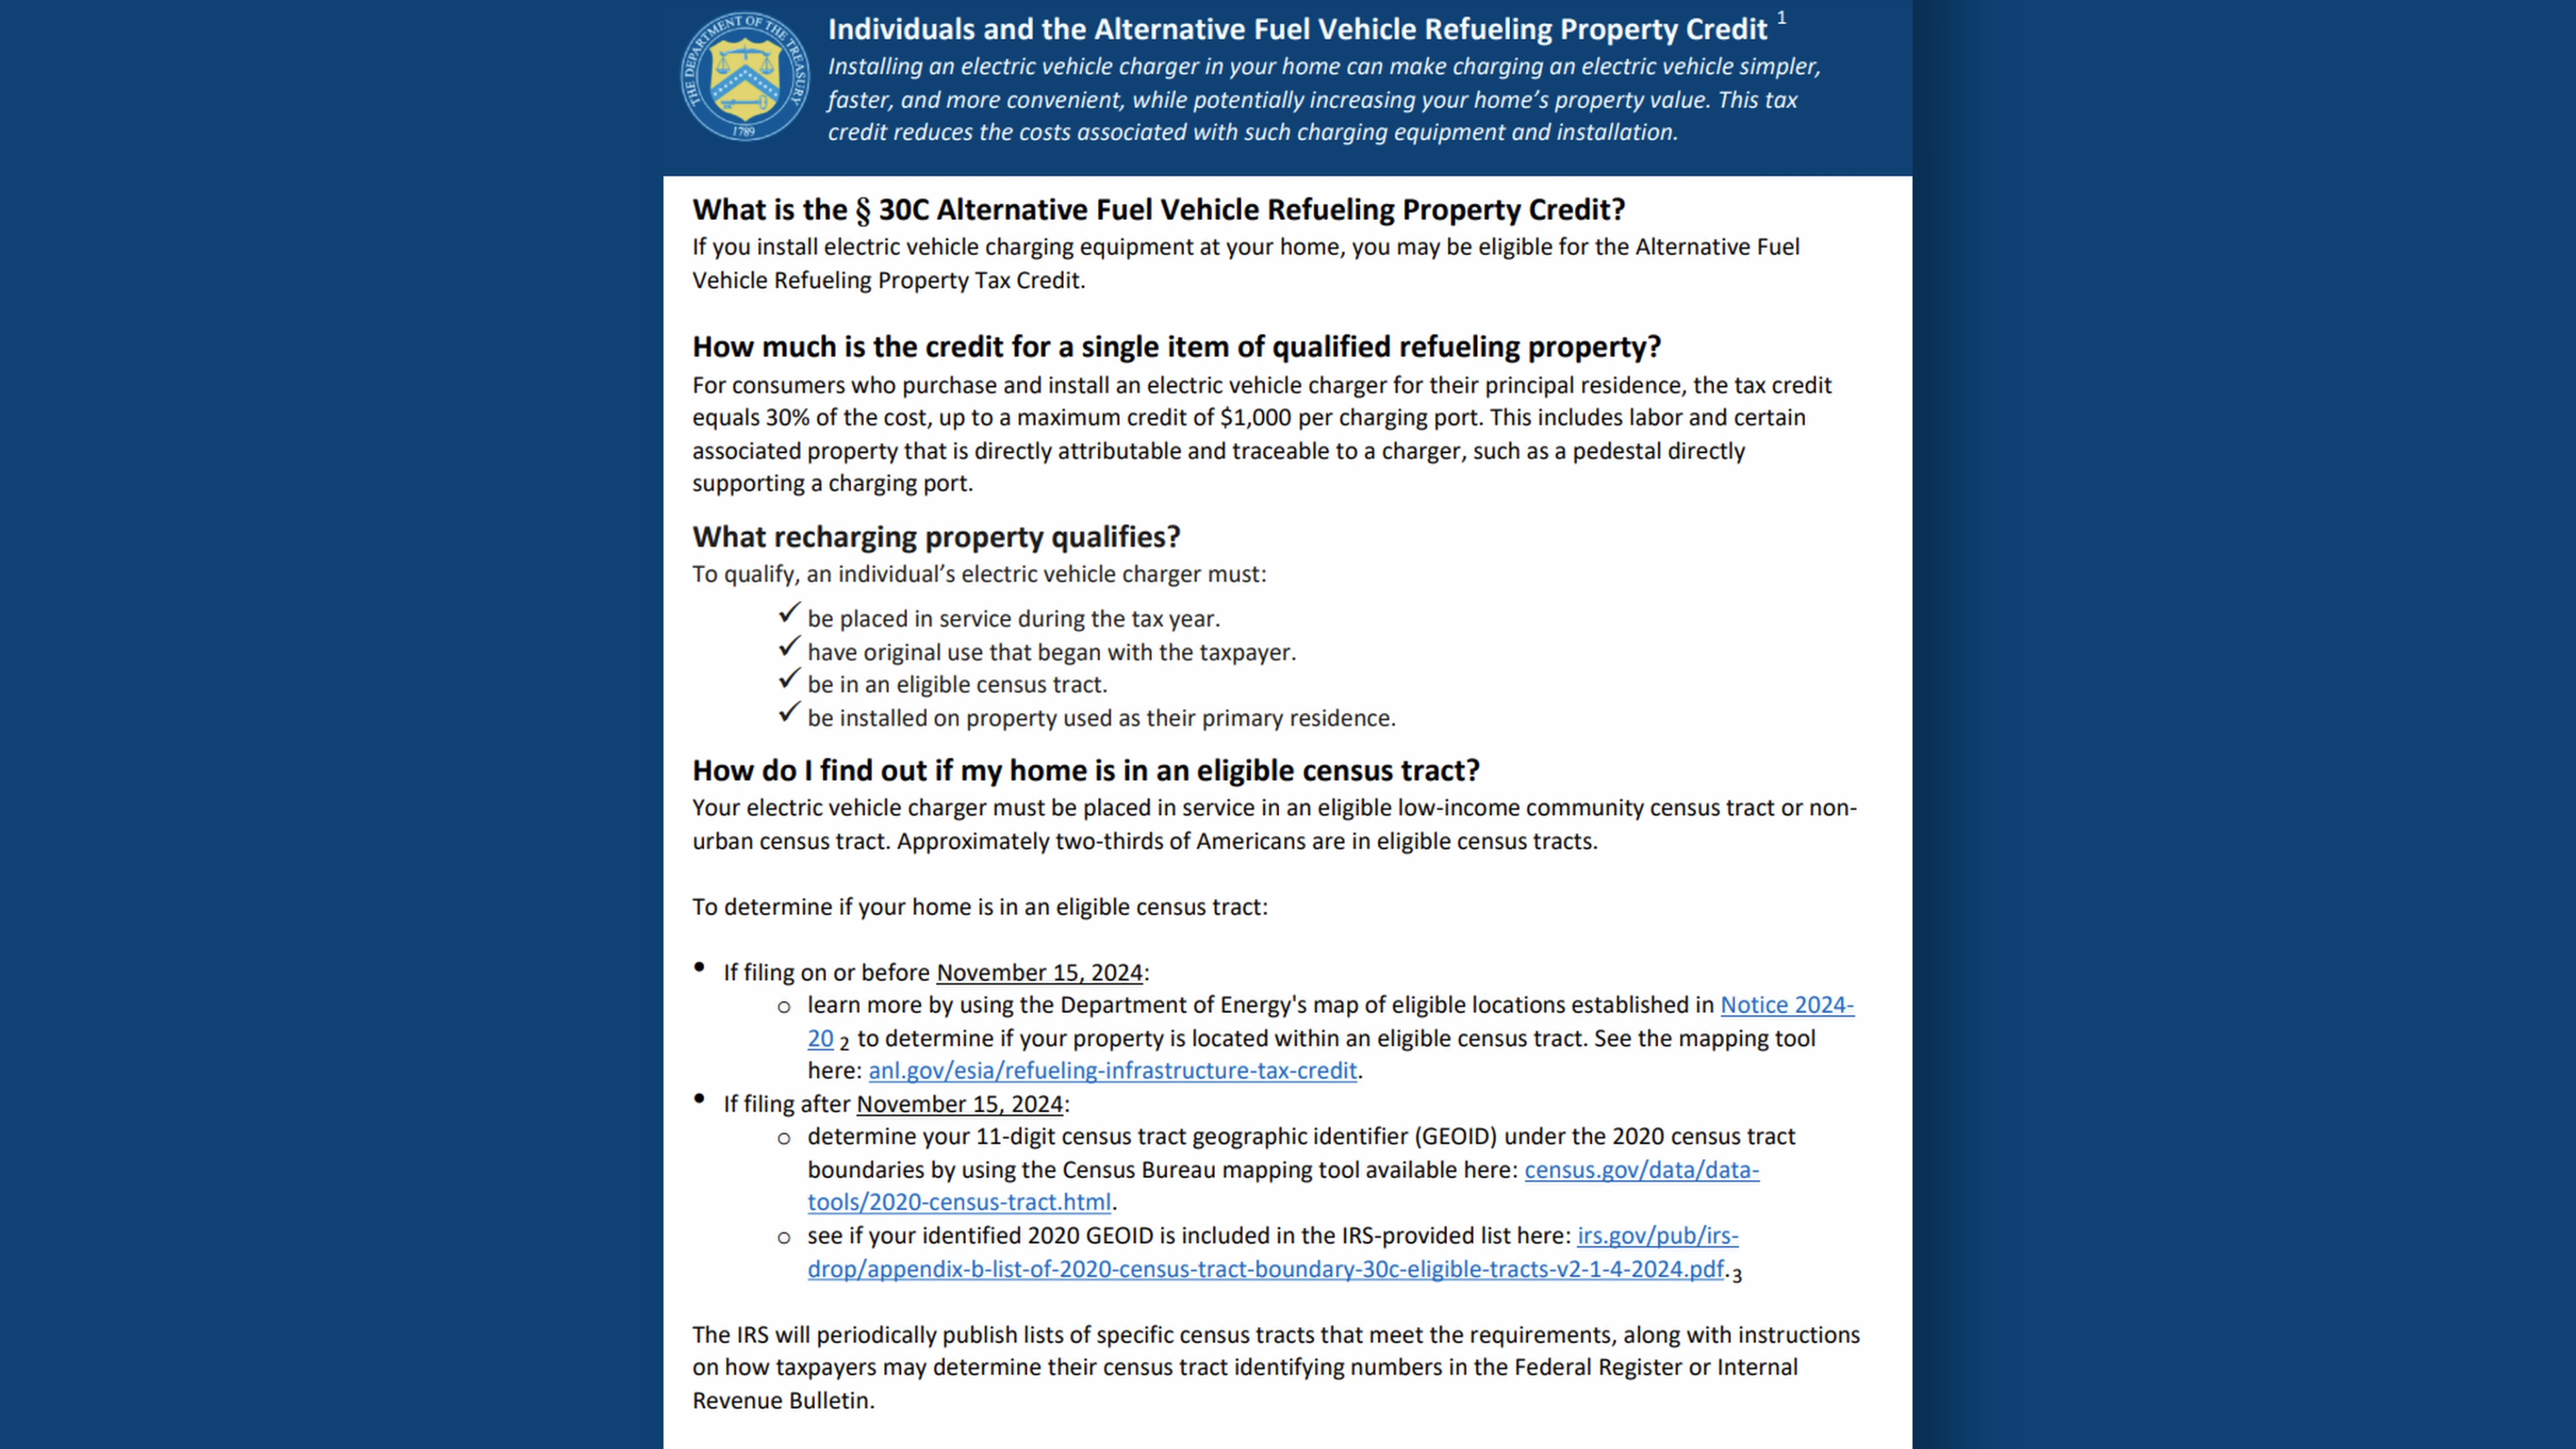 THE DEPARTMENT OF THE TREASURY
1789
Individuals and the Alternative Fuel Vehicle Refueling Property Credit 1
Installing an electric vehicle charger in your home can make charging an electric vehicle simpler,
faster, and more convenient, while potentially increasing your home’s property value. This tax
credit reduces the costs associated with such charging equipment and installation.
What is the § 30C Alternative Fuel Vehicle Refueling Property Credit?
If you install electric vehicle charging equipment at your home, you may be eligible for the Alternative Fuel
Vehicle Refueling Property Tax Credit.
How much is the credit for a single item of qualified refueling property?
For consumers who purchase and install an electric vehicle charger for their principal residence, the tax credit
equals 30% of the cost, up to a maximum credit of $1,000 per charging port. This includes labor and certain
associated property that is directly attributable and traceable to a charger, such as a pedestal directly
supporting a charging port.
What recharging property qualifies?
To qualify, an individual’s electric vehicle charger must:
✓ be placed in service during the tax year.
✓ have original use that began with the taxpayer.
✓ be in an eligible census tract.
✓ be installed on property used as their primary residence.
How do I find out if my home is in an eligible census tract?
Your electric vehicle charger must be placed in service in an eligible low-income community census tract or non-
urban census tract. Approximately two-thirds of Americans are in eligible census tracts.
To determine if your home is in an eligible census tract:
• If filing on or before November 15, 2024:
o learn more by using the Department of Energy's map of eligible locations established in Notice 2024-
20 2 to determine if your property is located within an eligible census tract. See the mapping tool
here: anl.gov/esia/refueling-infrastructure-tax-credit.
• If filing after November 15, 2024:
o determine your 11-digit census tract geographic identifier (GEOID) under the 2020 census tract
boundaries by using the Census Bureau mapping tool available here: census.gov/data/data-
tools/2020-census-tract.html.
o see if your identified 2020 GEOID is included in the IRS-provided list here: irs.gov/pub/irs-
drop/appendix-b-list-of-2020-census-tract-boundary-30c-eligible-tracts-v2-1-4-2024.pdf.3
The IRS will periodically publish lists of specific census tracts that meet the requirements, along with instructions
on how taxpayers may determine their census tract identifying numbers in the Federal Register or Internal
Revenue Bulletin.